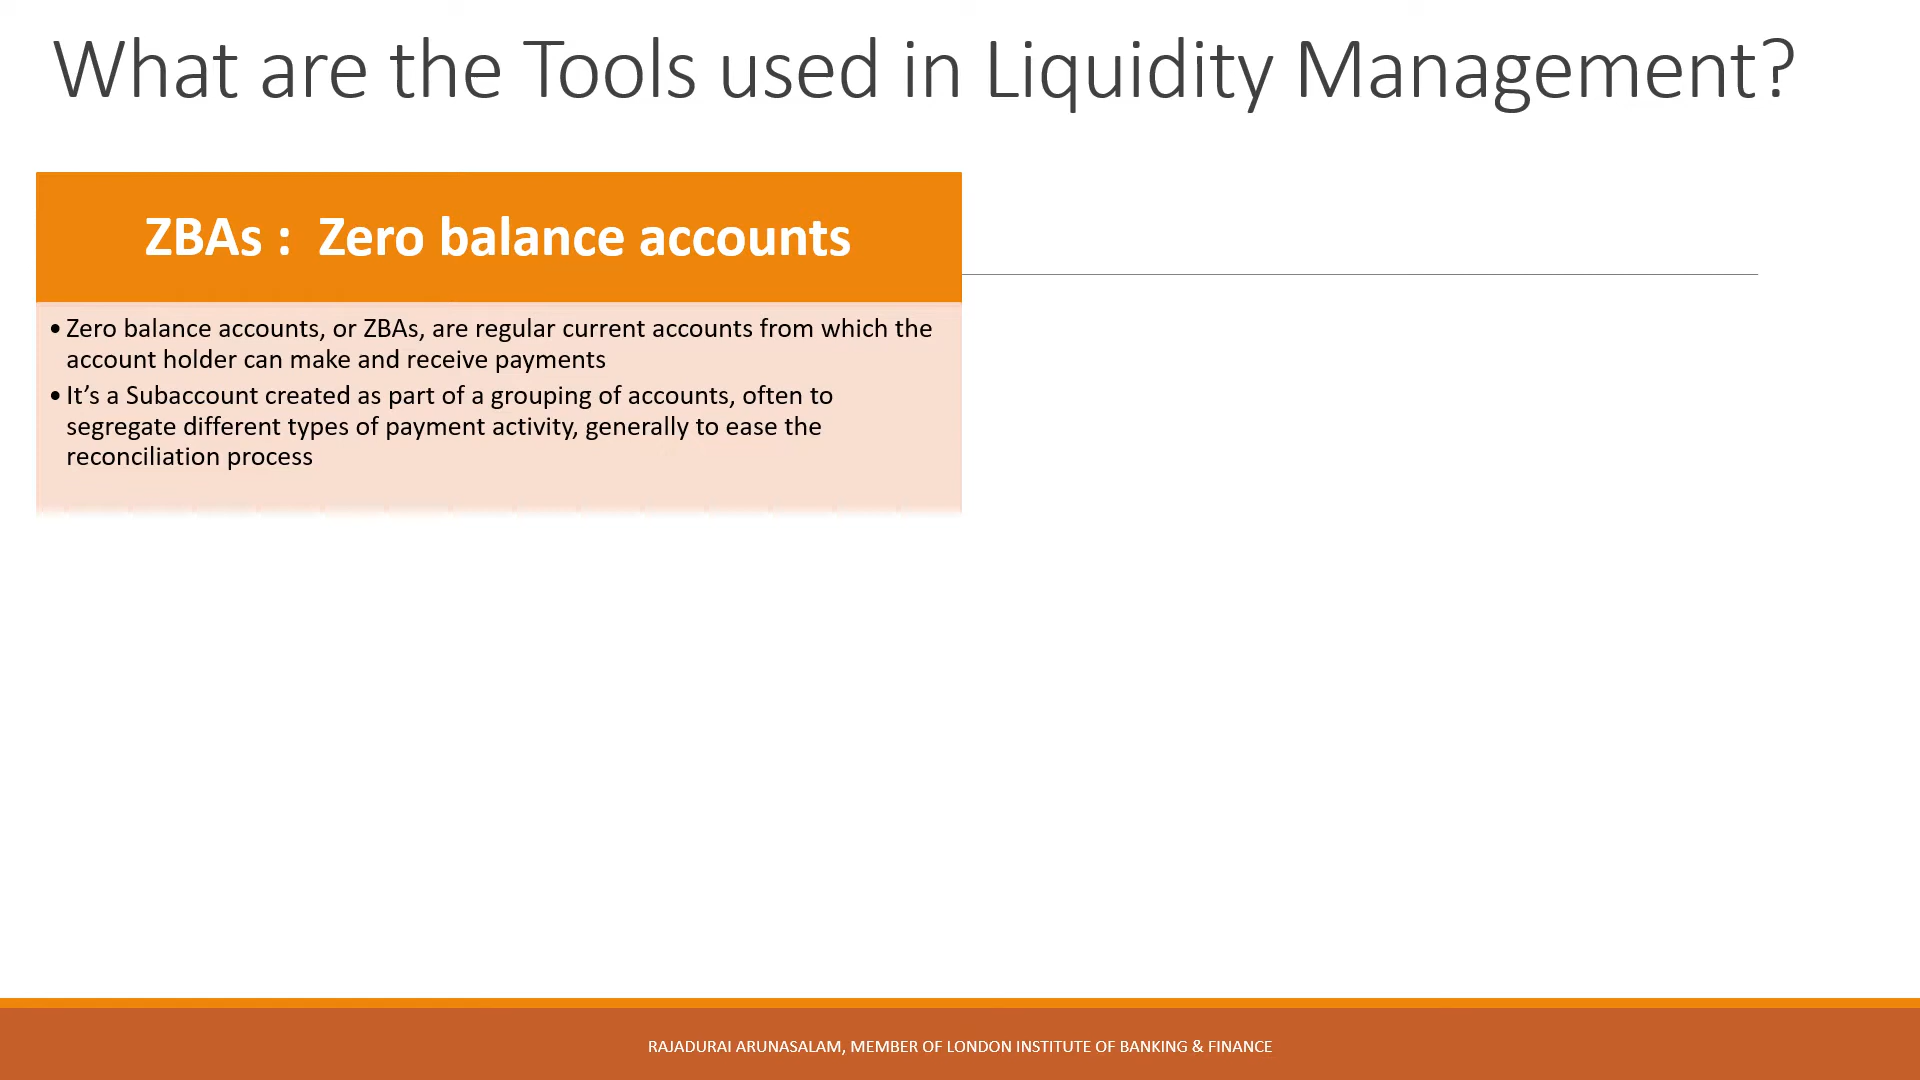 What are the Tools used in Liquidity Management?
ZBAs :  Zero balance accounts
•Zero balance accounts, or ZBAs, are regular current accounts from which the
account holder can make and receive payments
•It’s a Subaccount created as part of a grouping of accounts, often to
segregate different types of payment activity, generally to ease the
reconciliation process
RAJADURAI ARUNASALAM, MEMBER OF LONDON INSTITUTE OF BANKING & FINANCE